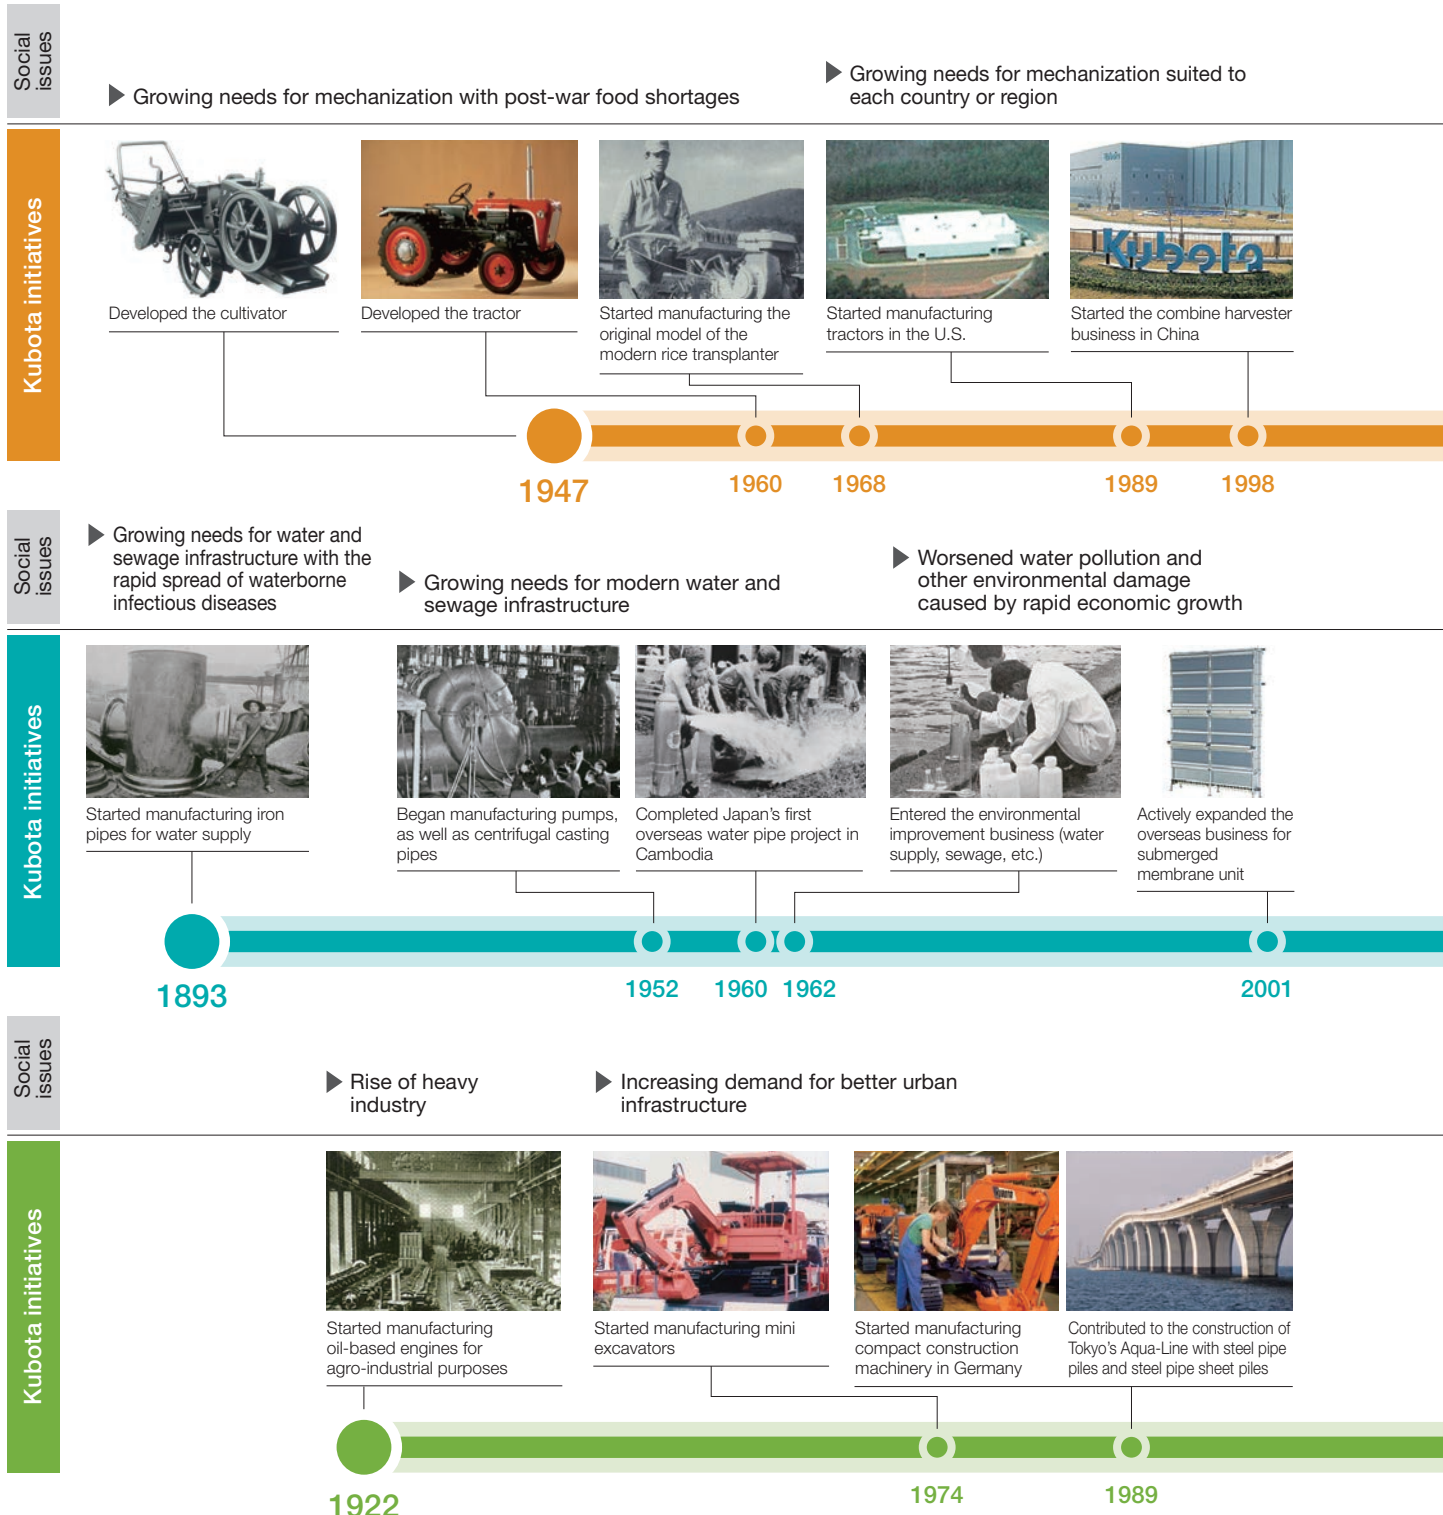 Social
issues
Growing needs for mechanization with post-war food shortages
Growing needs for mechanization suited to
each country or region
Kubota initiatives
Kubota
Developed the cultivator
Developed the tractor
Started manufacturing the
original model of the
modern rice transplanter
Started manufacturing
tractors in the U.S.
Started the combine harvester
business in China
1947
1960
1968
1989
1998
Social
issues
Growing needs for water and
sewage infrastructure with the
rapid spread of waterborne
infectious diseases
Growing needs for modern water and
sewage infrastructure
Worsened water pollution and
other environmental damage
caused by rapid economic growth
Kubota initiatives
Started manufacturing iron
pipes for water supply
Began manufacturing pumps,
as well as centrifugal casting
pipes
Completed Japan's first
overseas water pipe project in
Cambodia
Entered the environmental
improvement business (water
supply, sewage, etc.)
Actively expanded the
overseas business for
submerged
membrane unit
1893
1952
1960
1962
2001
Social
issues
Rise of heavy
industry
Increasing demand for better urban
infrastructure
Kubota initiatives
Started manufacturing
oil-based engines for
agro-industrial purposes
Started manufacturing mini
excavators
Started manufacturing
compact construction
machinery in Germany
Contributed to the construction of
Tokyo's Aqua-Line with steel pipe
piles and steel pipe sheet piles
1922
1974
1989